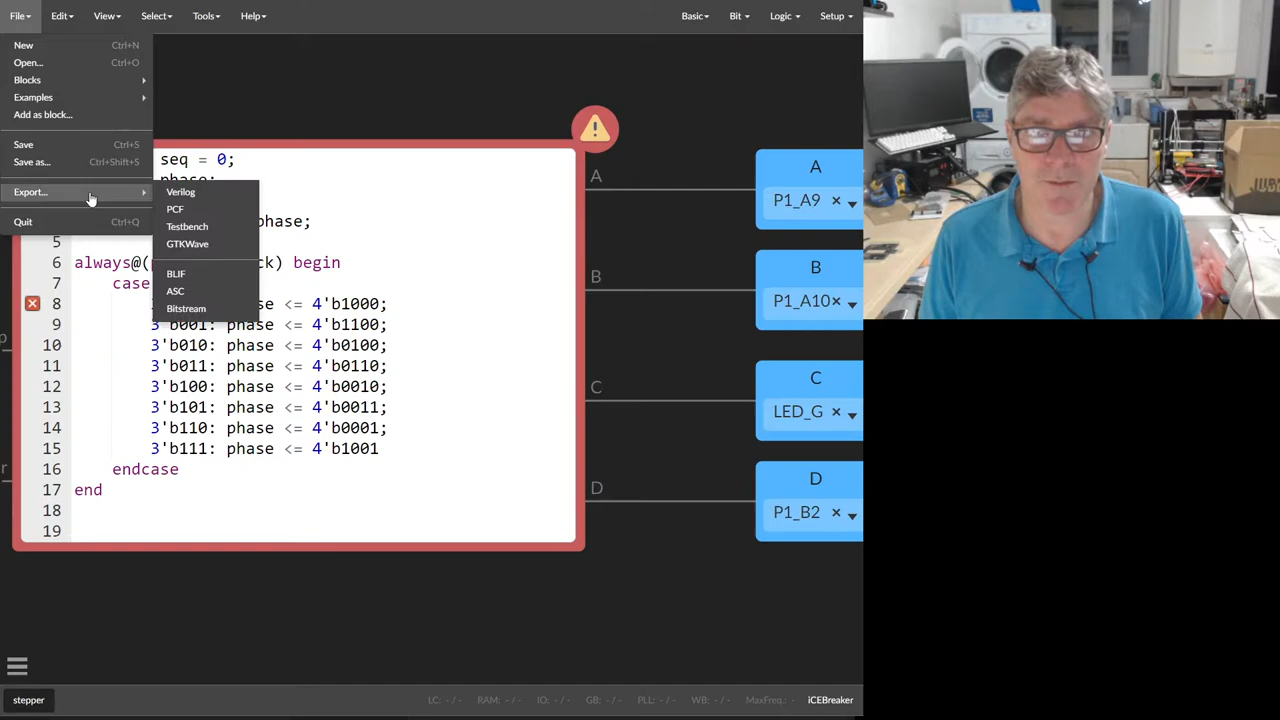 File Edit View Select Tools Help Basic Bit Logic Setup
New Ctrl+N
Open... Ctrl+O
Blocks
Examples
Add as block...
Save Ctrl+S
Save as... Ctrl+Shift+S
Export...
Quit Ctrl+Q
Verilog
PCF
Testbench
GTKWave
BLIF
ASC
Bitstream
seq = 0;
phase;
5
6 always@( ck) begin
7 case
8 <= 4'b1000;
9 3'b001: phase <= 4'b1100;
10 3'b010: phase <= 4'b0100;
11 3'b011: phase <= 4'b0110;
12 3'b100: phase <= 4'b0010;
13 3'b101: phase <= 4'b0011;
14 3'b110: phase <= 4'b0001;
15 3'b111: phase <= 4'b1001
16 endcase
17 end
18
19
A
A
P1_A9
B
B
P1_A10
C
C
LED_G
D
D
P1_B2
stepper LC: - / - RAM: - / - IO: - / - GB: - / - PLL: - / - WB: - / - MaxFreq.: - iCEBreaker